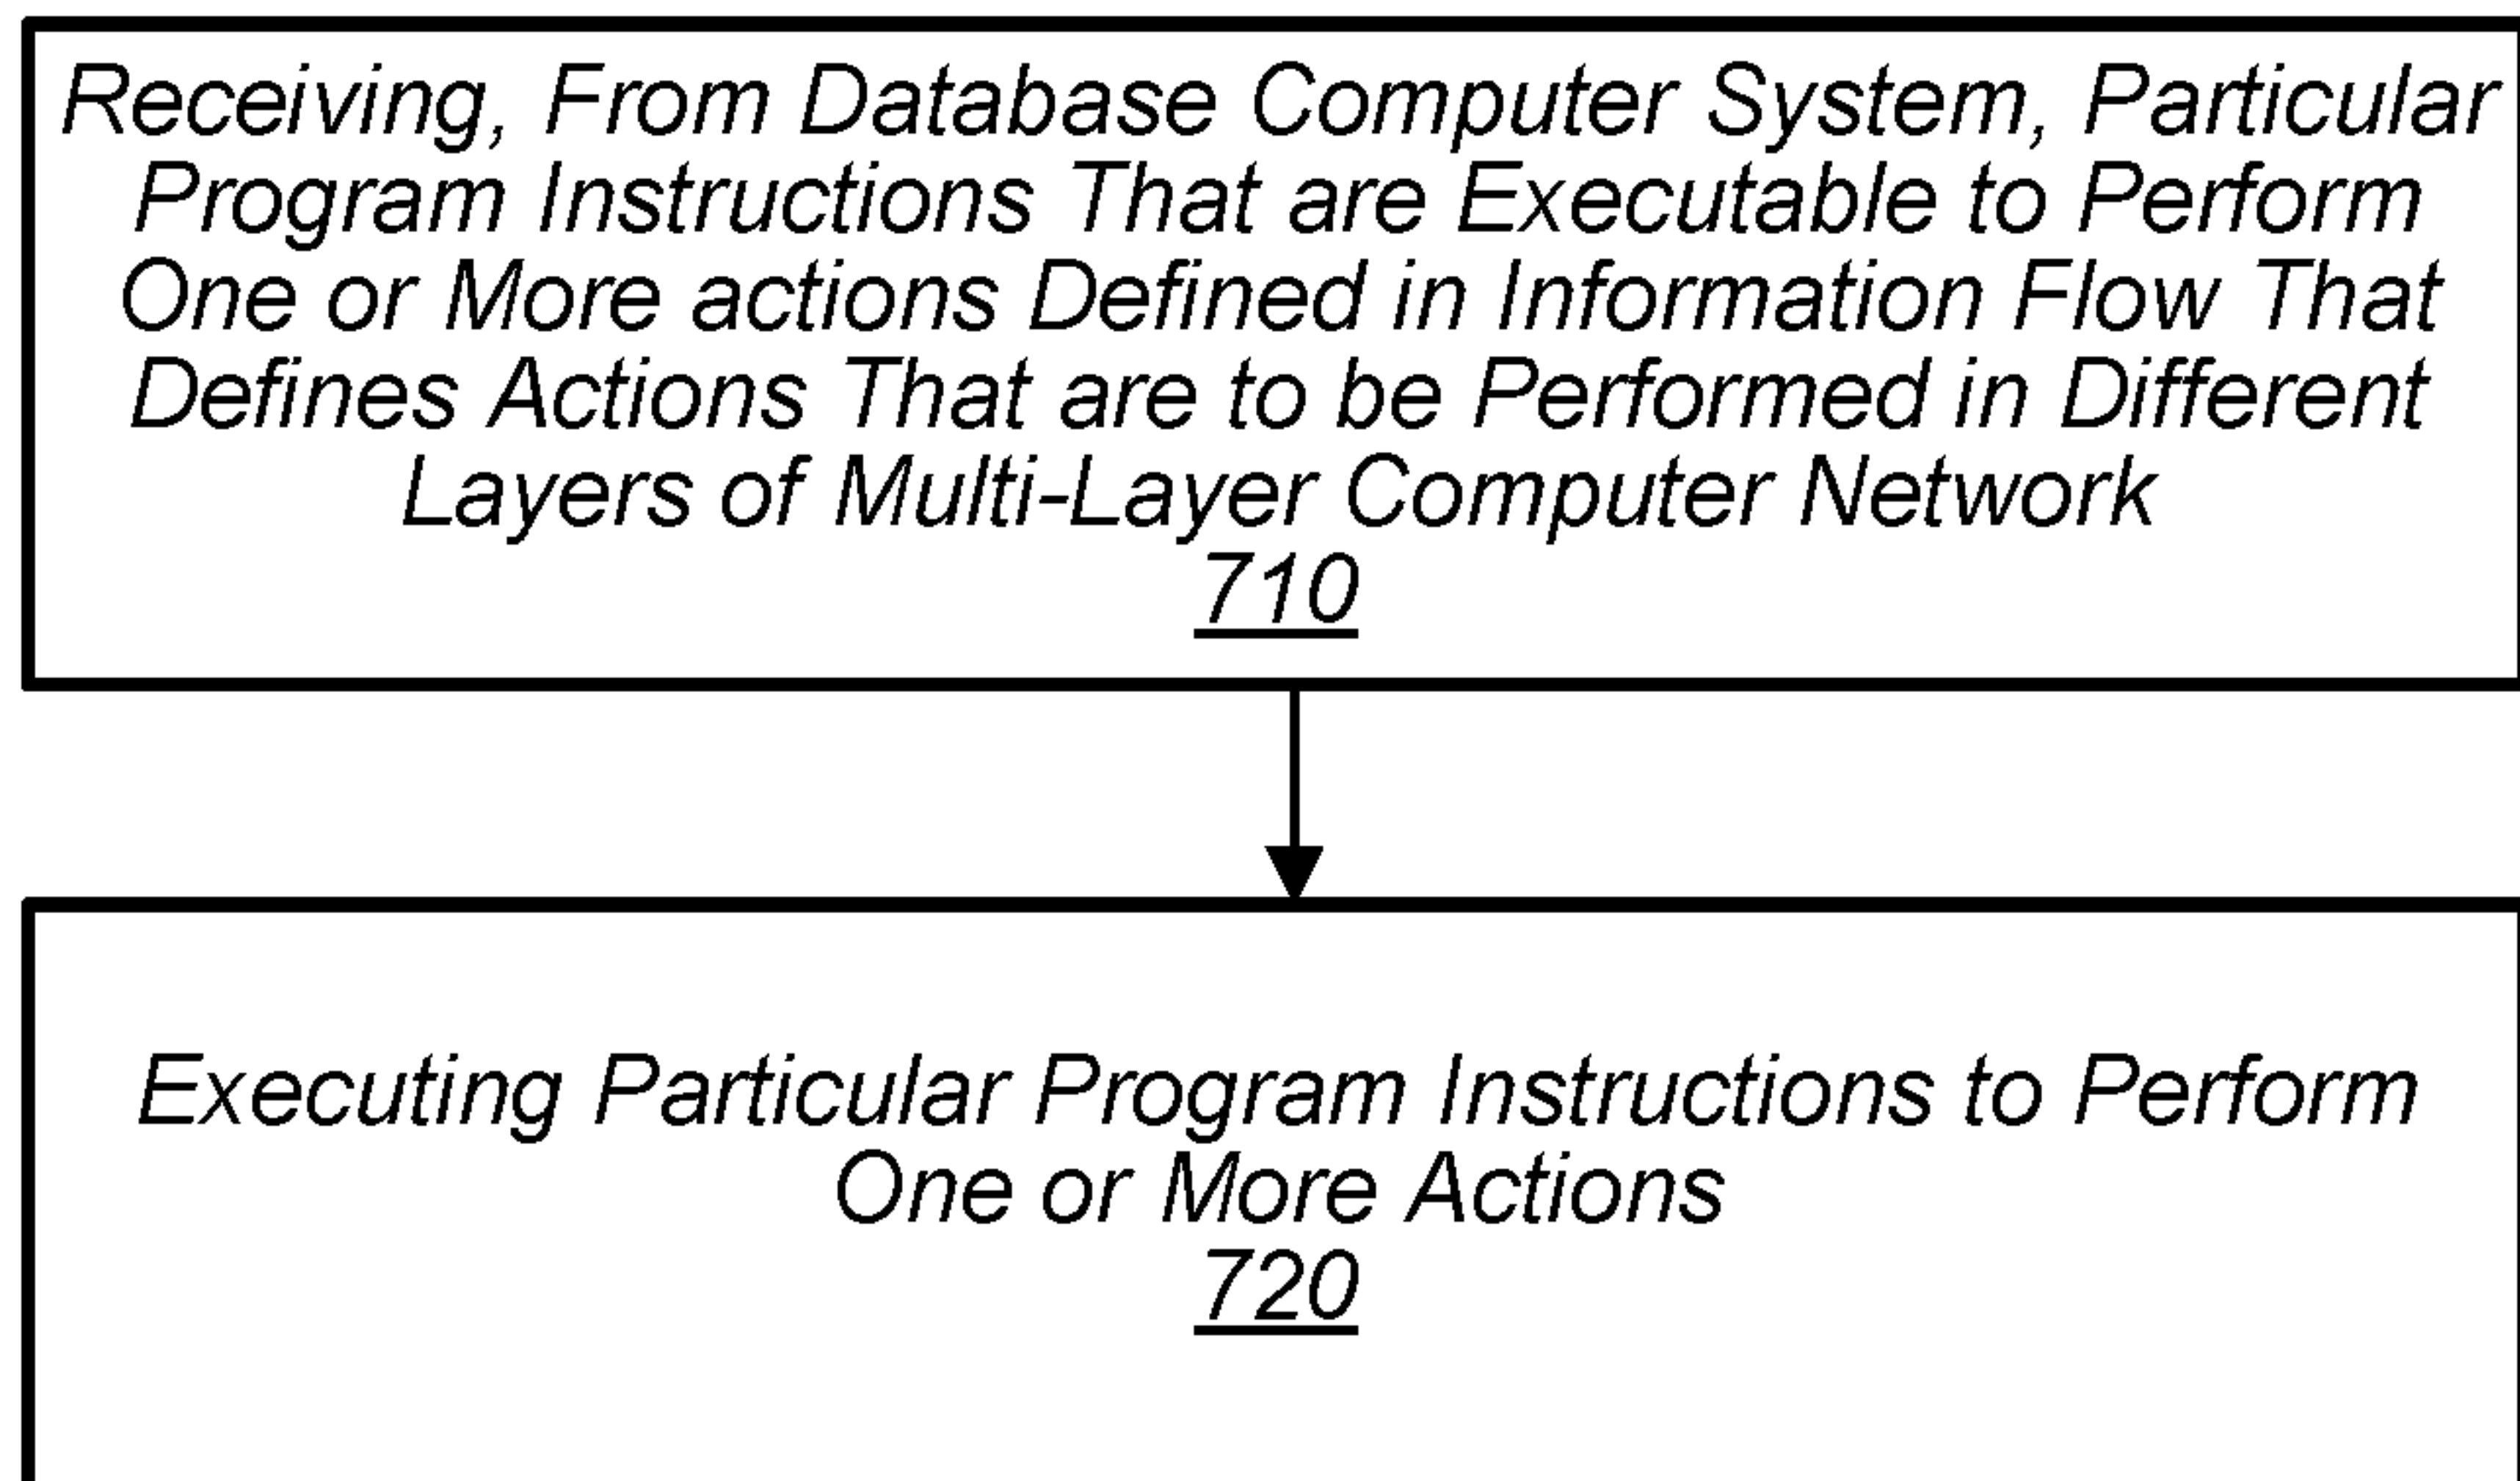 Receiving, From Database Computer System, Particular
Program Instructions That are Executable to Perform
One or More actions Defined in Information Flow That
Defines Actions That are to be Performed in Different
Layers of Multi-Layer Computer Network
710
Executing Particular Program Instructions to Perform
One or More Actions
720